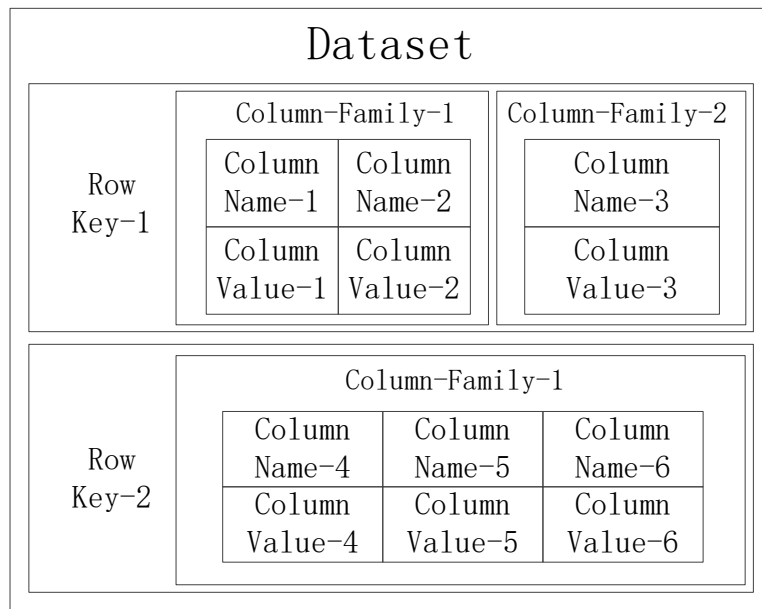 Dataset
Row
Key-1
Column-Family-1
Column
Name-1
Column
Name-2
Column
Value-1
Column
Value-2
Column-Family-2
Column
Name-3
Column
Value-3
Row
Key-2
Column-Family-1
Column
Name-4
Column
Name-5
Column
Name-6
Column
Value-4
Column
Value-5
Column
Value-6